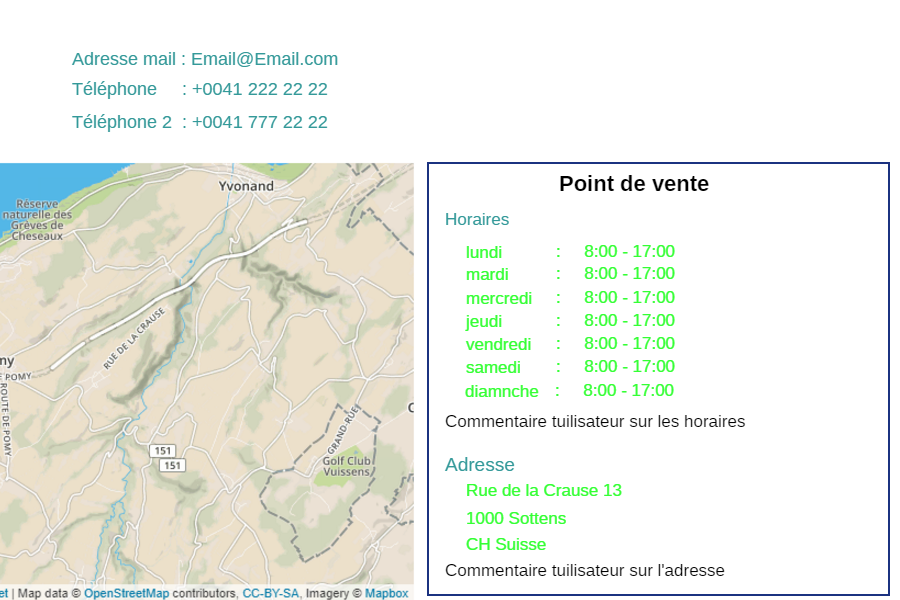 Adresse mail : Email@Email.com
Téléphone : +0041 222 22 22
Téléphone 2 : +0041 777 22 22
Yvonand
Réserve
naturelle des
Grèves de
Cheseaux
RUE DE LA CRAUSE
ny
E POMY
ROUTE DE POMY
151
151
GRAND-RUE
Golf Club
Vuissens
et | Map data © OpenStreetMap contributors, CC-BY-SA, Imagery © Mapbox
Point de vente
Horaires
lundi : 8:00 - 17:00
mardi : 8:00 - 17:00
mercredi : 8:00 - 17:00
jeudi : 8:00 - 17:00
vendredi : 8:00 - 17:00
samedi : 8:00 - 17:00
diamnche : 8:00 - 17:00
Commentaire tuilisateur sur les horaires
Adresse
Rue de la Crause 13
1000 Sottens
CH Suisse
Commentaire tuilisateur sur l'adresse